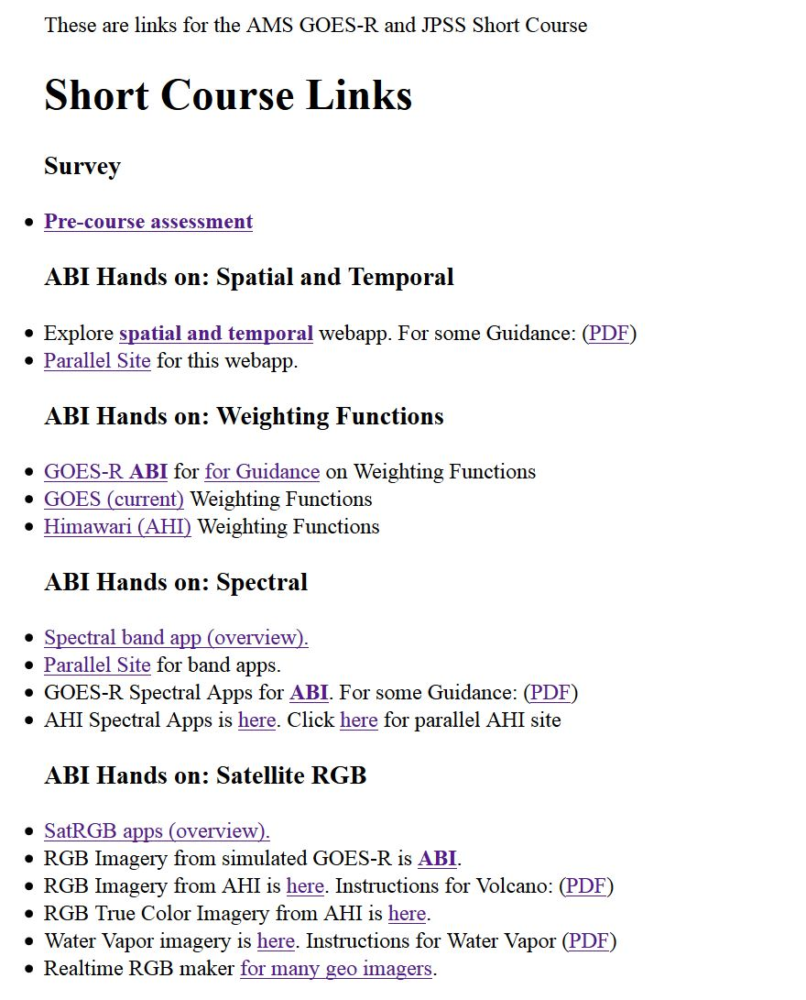 These are links for the AMS GOES-R and JPSS Short Course
Short Course Links
Survey
Pre-course assessment
ABI Hands on: Spatial and Temporal
Explore spatial and temporal webapp. For some Guidance: (PDF)
Parallel Site for this webapp.
ABI Hands on: Weighting Functions
GOES-R ABI for for Guidance on Weighting Functions
GOES (current) Weighting Functions
Himawari (AHI) Weighting Functions
ABI Hands on: Spectral
Spectral band app (overview).
Parallel Site for band apps.
GOES-R Spectral Apps for ABI. For some Guidance: (PDF)
AHI Spectral Apps is here. Click here for parallel AHI site
ABI Hands on: Satellite RGB
SatRGB apps (overview).
RGB Imagery from simulated GOES-R is ABI.
RGB Imagery from AHI is here. Instructions for Volcano: (PDF)
RGB True Color Imagery from AHI is here.
Water Vapor imagery is here. Instructions for Water Vapor (PDF)
Realtime RGB maker for many geo imagers.